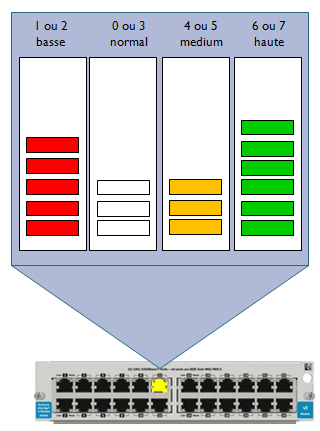 1 ou 2
basse
0 ou 3
normal
4 ou 5
medium
6 ou 7
haute